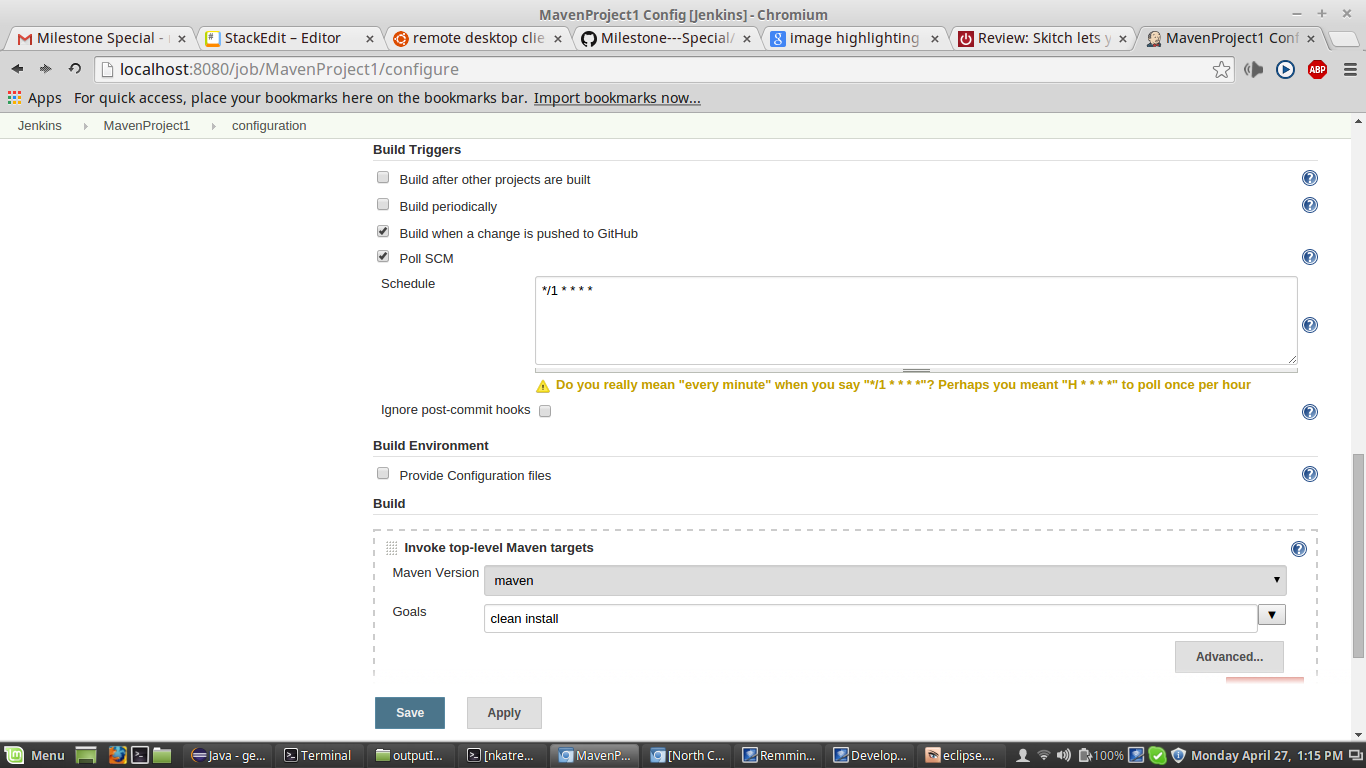 MavenProject1 Config [Jenkins] - Chromium
Milestone Special -
StackEdit – Editor
remote desktop clie
Milestone---Special/
image highlighting
Review: Skitch lets y
MavenProject1 Conf
localhost:8080/job/MavenProject1/configure
ABP
Apps For quick access, place your bookmarks here on the bookmarks bar. Import bookmarks now...
Jenkins MavenProject1 configuration
Build Triggers
Build after other projects are built
Build periodically
Build when a change is pushed to GitHub
Poll SCM
Schedule
*/1 * * * *
Do you really mean "every minute" when you say "*/1 * * * *"? Perhaps you meant "H * * * *" to poll once per hour
Ignore post-commit hooks
Build Environment
Provide Configuration files
Build
Invoke top-level Maven targets
Maven Version maven
Goals clean install
Advanced...
Save Apply
Menu Java - ge... Terminal outputI... [nkatre... MavenP... [North C... Remmin... Develop... eclipse.... 100% Monday April 27, 1:15 PM